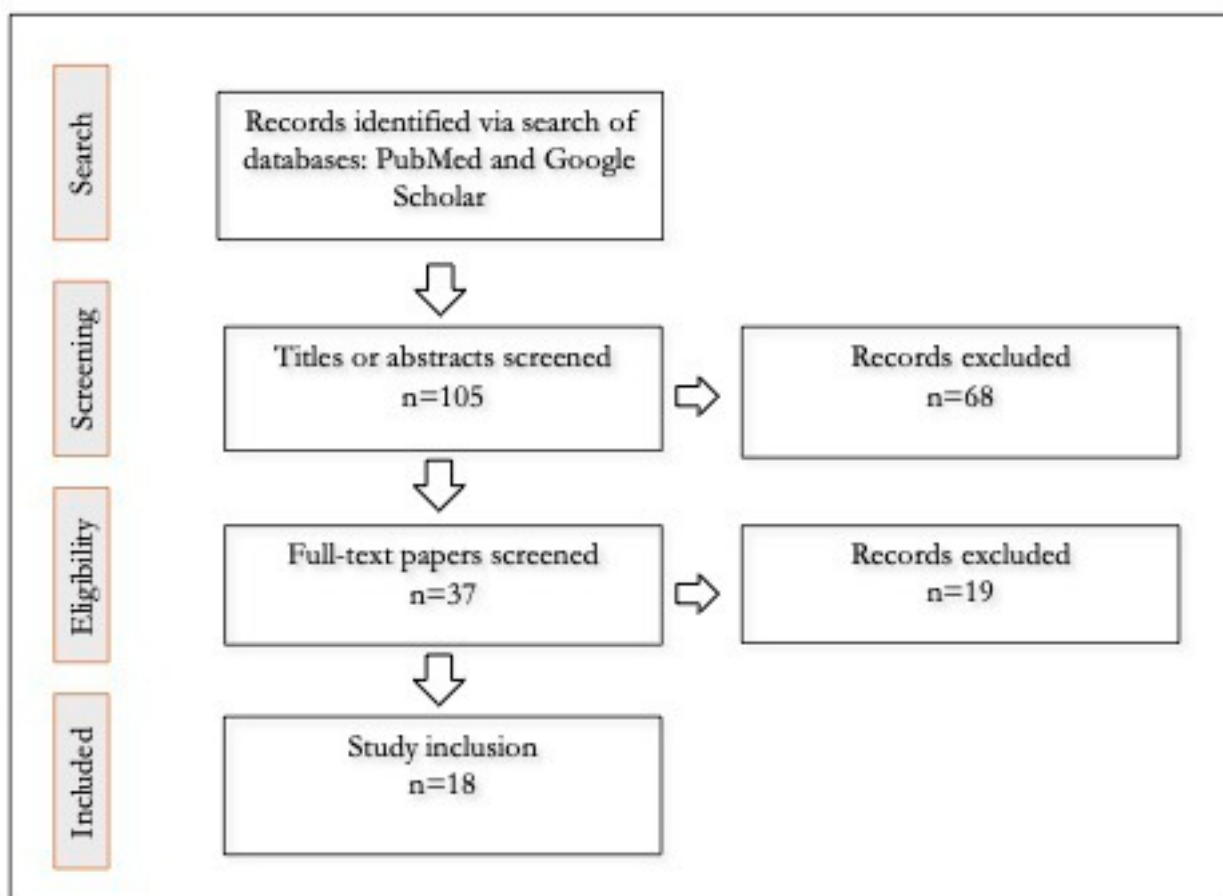 Search
Records identified via search of
databases: PubMed and Google
Scholar
Screening
Titles or abstracts screened
n=105
Records excluded
n=68
Eligibility
Full-text papers screened
n=37
Records excluded
n=19
Included
Study inclusion
n=18